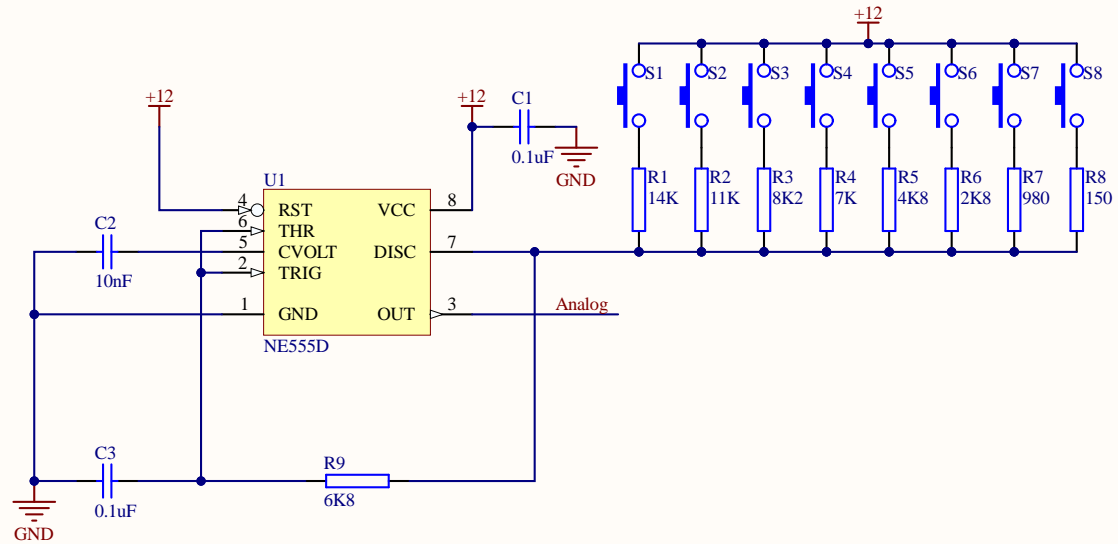 +12
S1 S2 S3 S4 S5 S6 S7 S8
+12
+12
C1
0.1uF
GND
R1 R2 R3 R4 R5 R6 R7 R8
14K 11K 8K2 7K 4K8 2K8 980 150
U1
4 RST VCC 8
6 THR
C2
5 CVOLT DISC 7
10nF
2 TRIG
1 GND OUT 3 Analog
NE555D
C3
0.1uF
R9
6K8
GND